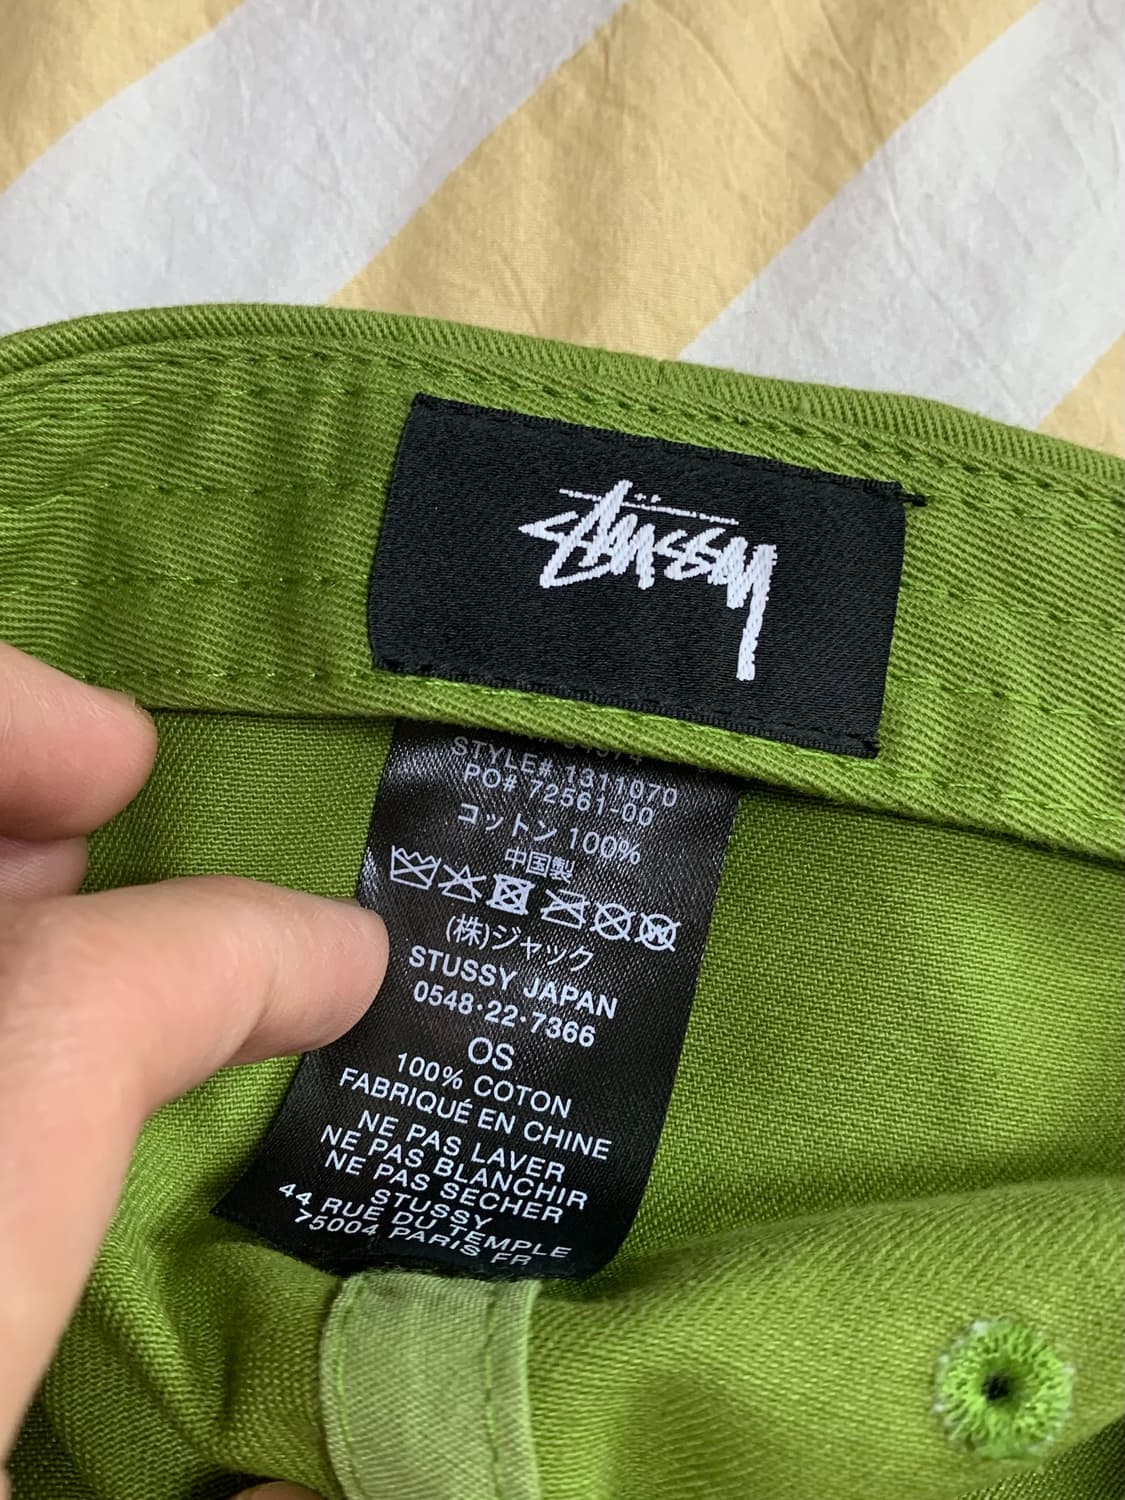 Stüssy
STYLE# 1311070
PO# 72561-00
コットン 100%
中国製
(株)ジャック
STUSSY JAPAN
0548·22·7366
OS
100% COTON
FABRIQUÉ EN CHINE
NE PAS LAVER
NE PAS BLANCHIR
NE PAS SECHER
STUSSY
44 RUE DU TEMPLE
75004 PARIS FR